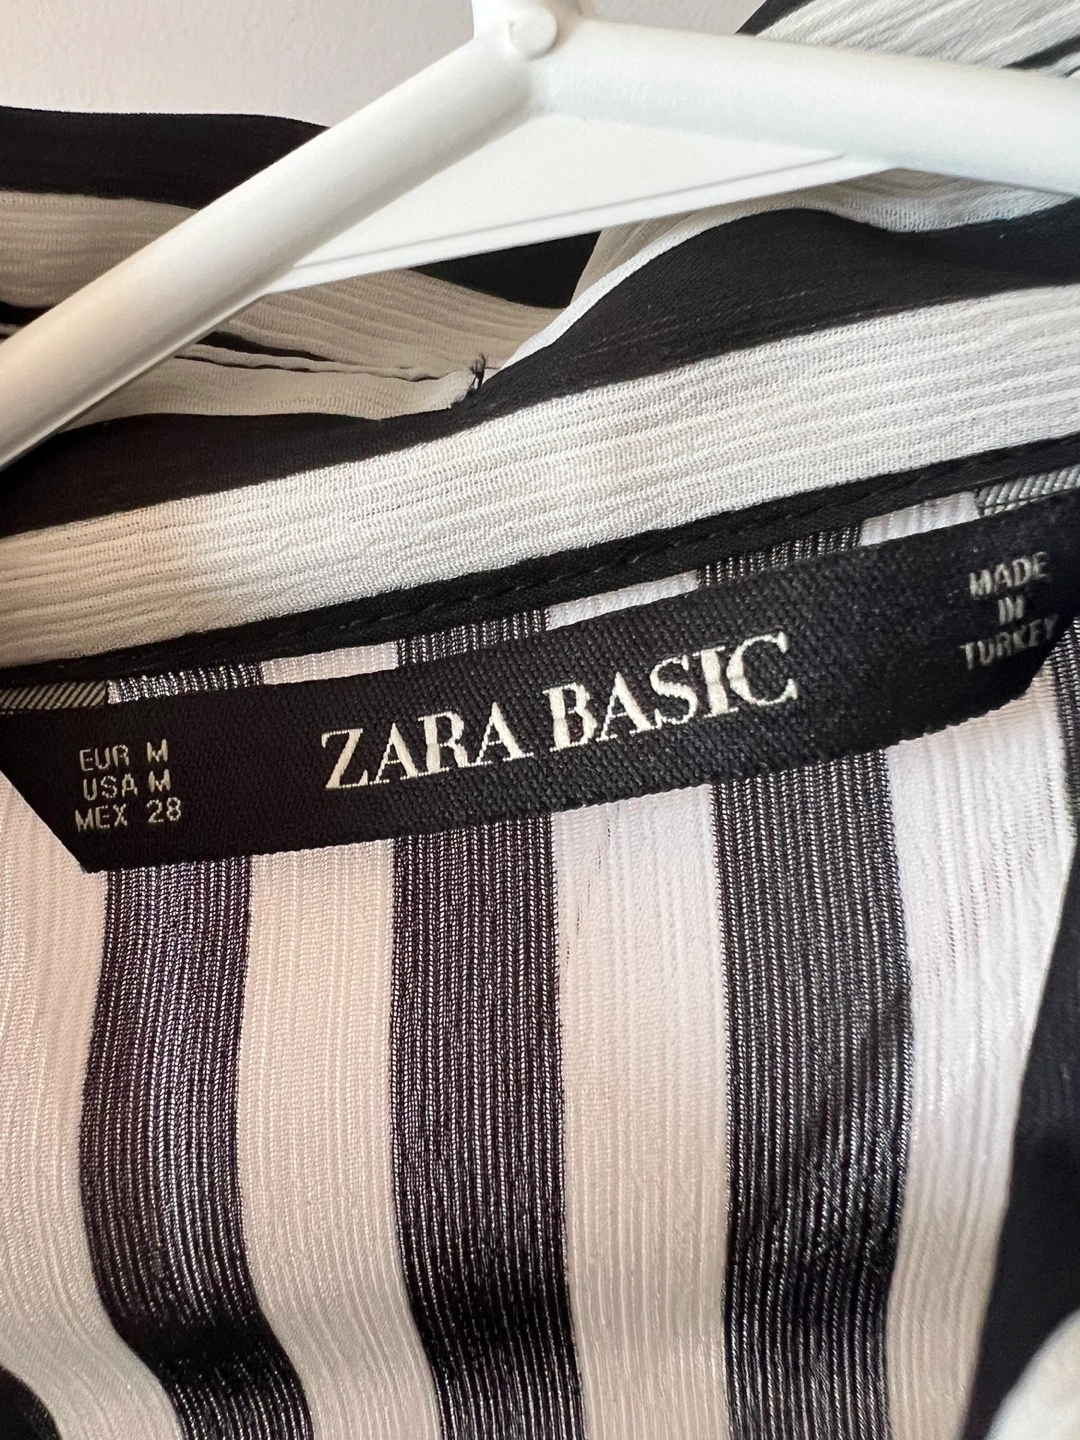 EUR M
USA M
MEX 28
ZARA BASIC
MADE
IN
TURKEY